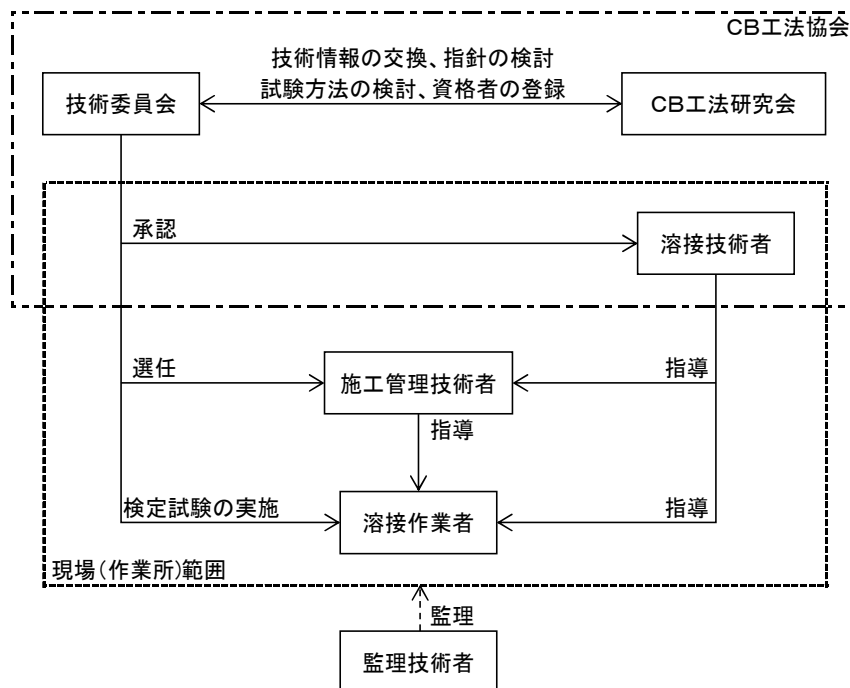 CB工法協会
技術情報の交換、指針の検討
試験方法の検討、資格者の登録
技術委員会
CB工法研究会
承認
溶接技術者
選任
施工管理技術者
指導
指導
検定試験の実施
溶接作業者
指導
現場(作業所)範囲
監理
監理技術者